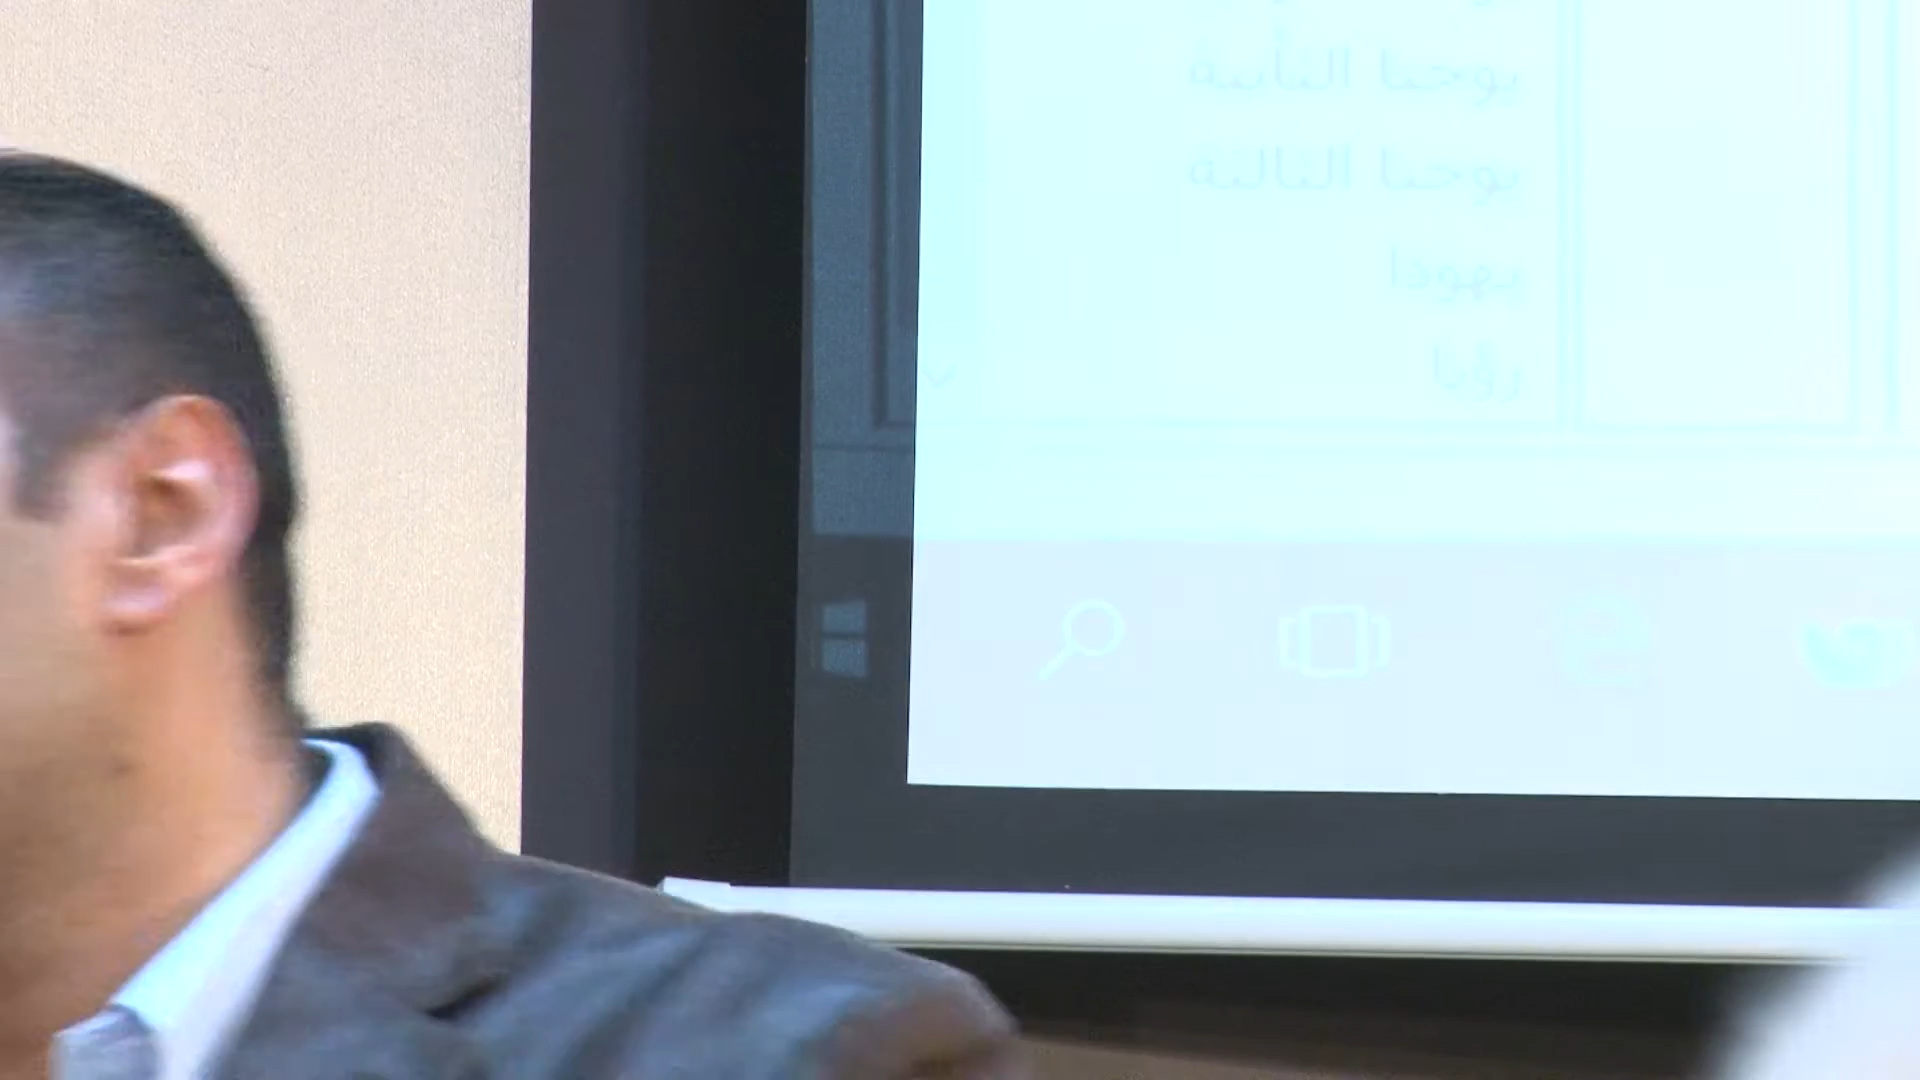 يوحنا الثانية
يوحنا الثالثة
يهوذا
رؤيا